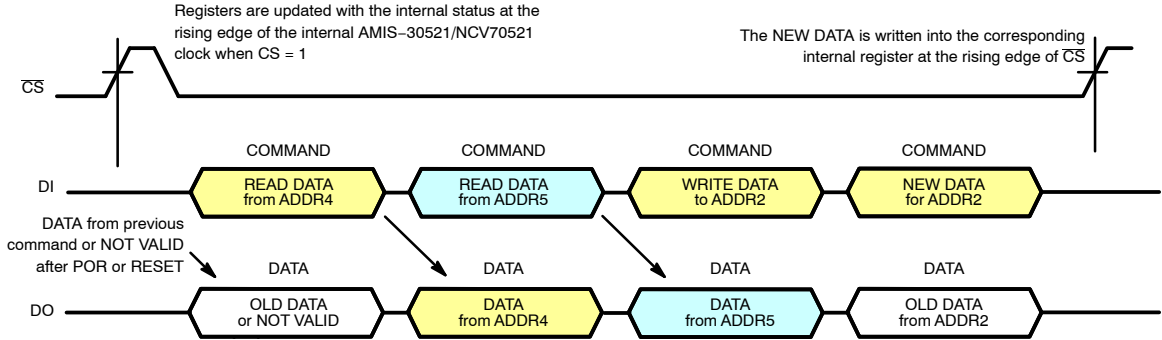 Registers are updated with the internal status at the
rising edge of the internal AMIS−30521/NCV70521
clock when CS = 1
The NEW DATA is written into the corresponding
internal register at the rising edge of CS
CS
COMMAND COMMAND COMMAND COMMAND
DI
READ DATA
from ADDR4
READ DATA
from ADDR5
WRITE DATA
to ADDR2
NEW DATA
for ADDR2
DATA from previous
command or NOT VALID
after POR or RESET
DATA DATA DATA DATA
DO
OLD DATA
or NOT VALID
DATA
from ADDR4
DATA
from ADDR5
OLD DATA
from ADDR2